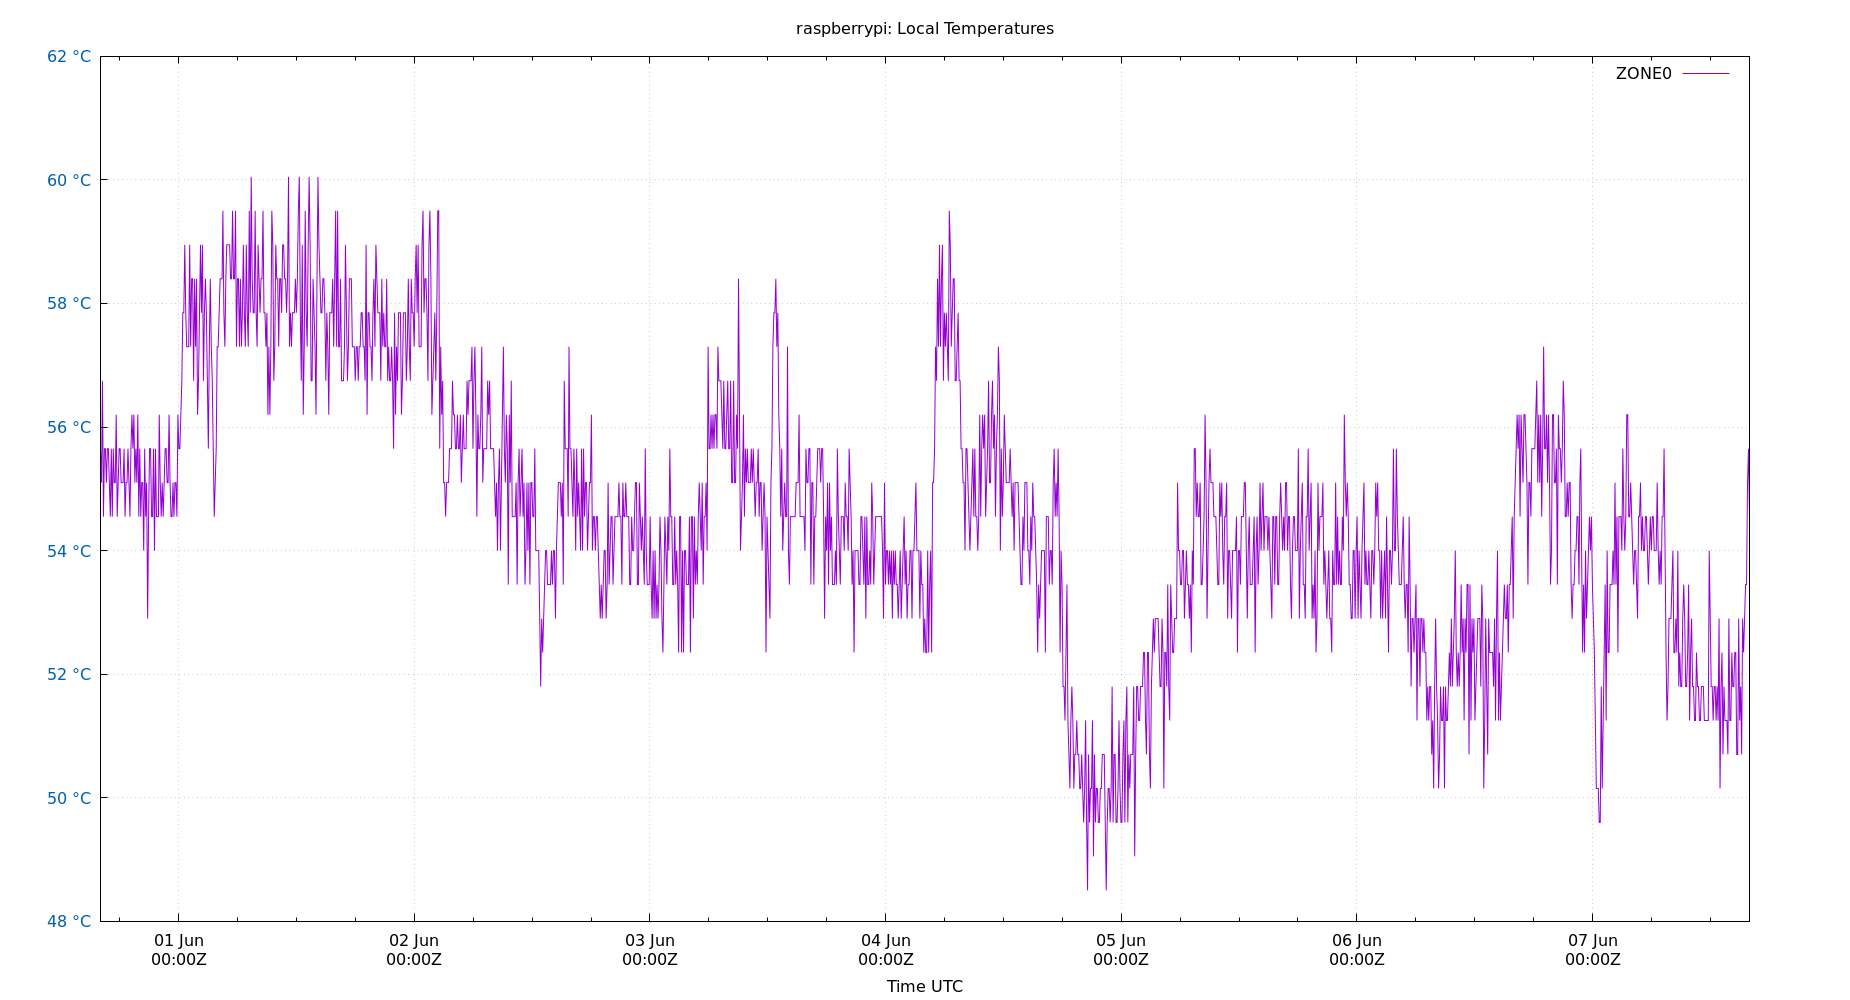 raspberrypi: Local Temperatures
ZONE0
62 °C
60 °C
58 °C
56 °C
54 °C
52 °C
50 °C
48 °C
01 Jun 02 Jun 03 Jun 04 Jun 05 Jun 06 Jun 07 Jun
00:00Z 00:00Z 00:00Z 00:00Z 00:00Z 00:00Z 00:00Z
Time UTC